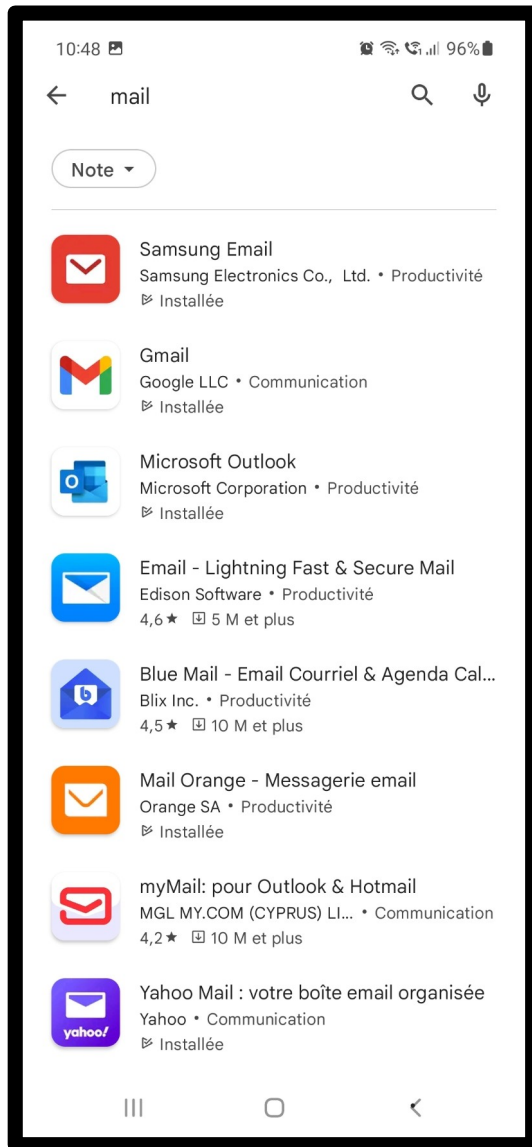 10:48
96%
mail
Note
Samsung Email
Samsung Electronics Co., Ltd. • Productivité
Installée
Gmail
Google LLC • Communication
Installée
Microsoft Outlook
Microsoft Corporation • Productivité
Installée
Email - Lightning Fast & Secure Mail
Edison Software • Productivité
4,6★ 5 M et plus
Blue Mail - Email Courriel & Agenda Cal...
Blix Inc. • Productivité
4,5★ 10 M et plus
Mail Orange - Messagerie email
Orange SA • Productivité
Installée
myMail: pour Outlook & Hotmail
MGL MY.COM (CYPRUS) LI... • Communication
4,2★ 10 M et plus
Yahoo Mail : votre boîte email organisée
Yahoo • Communication
yahoo!
Installée